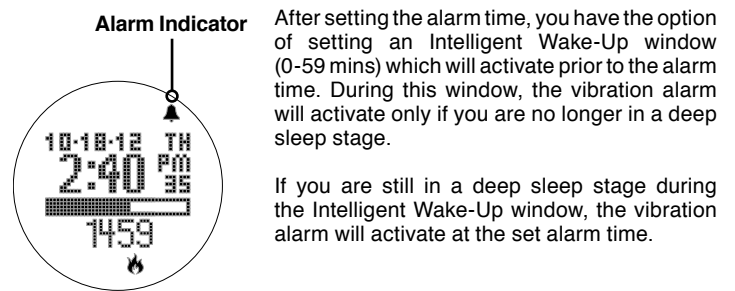 Alarm Indicator
10-18-12 TH
2:40 PM
35
1459
After setting the alarm time, you have the option
of setting an Intelligent Wake-Up window
(0-59 mins) which will activate prior to the alarm
time. During this window, the vibration alarm
will activate only if you are no longer in a deep
sleep stage.
If you are still in a deep sleep stage during
the Intelligent Wake-Up window, the vibration
alarm will activate at the set alarm time.